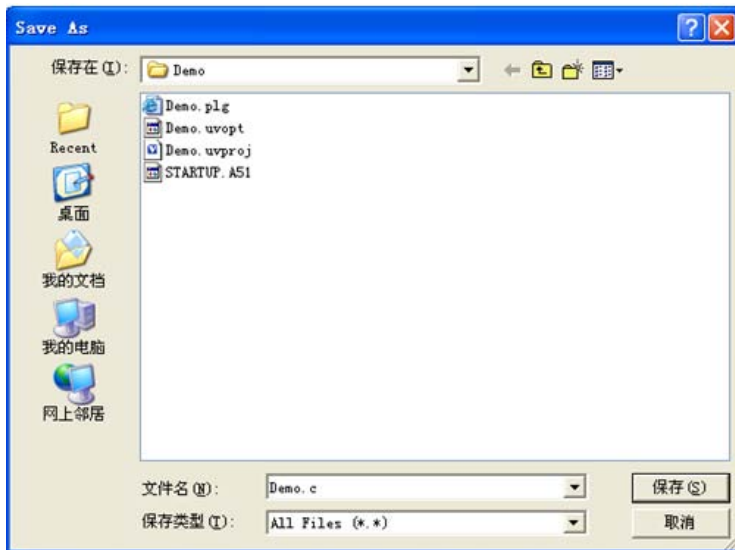 Save As
保存在(I):
Demo
Demo.plg
Demo.uvopt
Demo.uvproj
STARTUP.A51
Recent
桌面
我的文档
我的电脑
网上邻居
文件名(N):
Demo.c
保存(S)
保存类型(T):
All Files (*.*)
取消